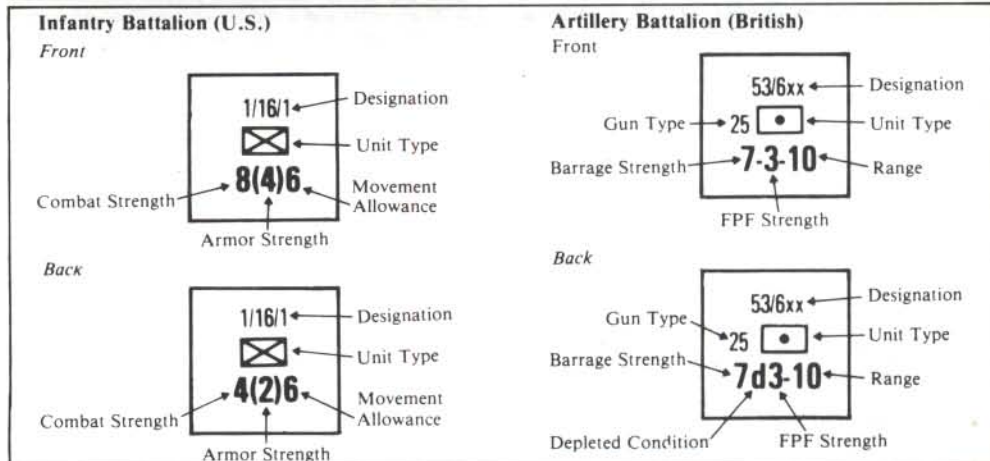 Infantry Battalion (U.S.)
Front
1/16/1
Designation
Unit Type
8(4)6
Combat Strength
Movement
Allowance
Armor Strength
Back
1/16/1
Designation
Unit Type
4(2)6
Combat Strength
Movement
Allowance
Armor Strength
Artillery Battalion (British)
Front
53/6xx
Designation
Gun Type
25
Unit Type
Barrage Strength
7-3-10
Range
FPF Strength
Back
53/6xx
Designation
Gun Type
25
Unit Type
Barrage Strength
7d3-10
Range
Depleted Condition
FPF Strength